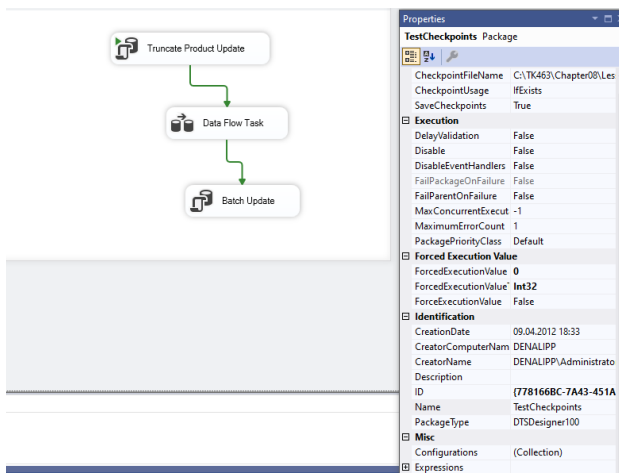 Truncate Product Update
Data Flow Task
Batch Update
Properties
TestCheckpoints Package
CheckpointFileName C:\TK463\Chapter08\Les
CheckpointUsage IfExists
SaveCheckpoints True
Execution
DelayValidation False
Disable False
DisableEventHandlers False
FailPackageOnFailure False
FailParentOnFailure False
MaxConcurrentExecut -1
MaximumErrorCount 1
PackagePriorityClass Default
Forced Execution Value
ForcedExecutionValue 0
ForcedExecutionValue Int32
ForceExecutionValue False
Identification
CreationDate 09.04.2012 18:33
CreatorComputerNam DENALIPP
CreatorName DENALIPP\Administrato
Description
ID {778166BC-7A43-451A
Name TestCheckpoints
PackageType DTSDesigner100
Misc
Configurations (Collection)
Expressions